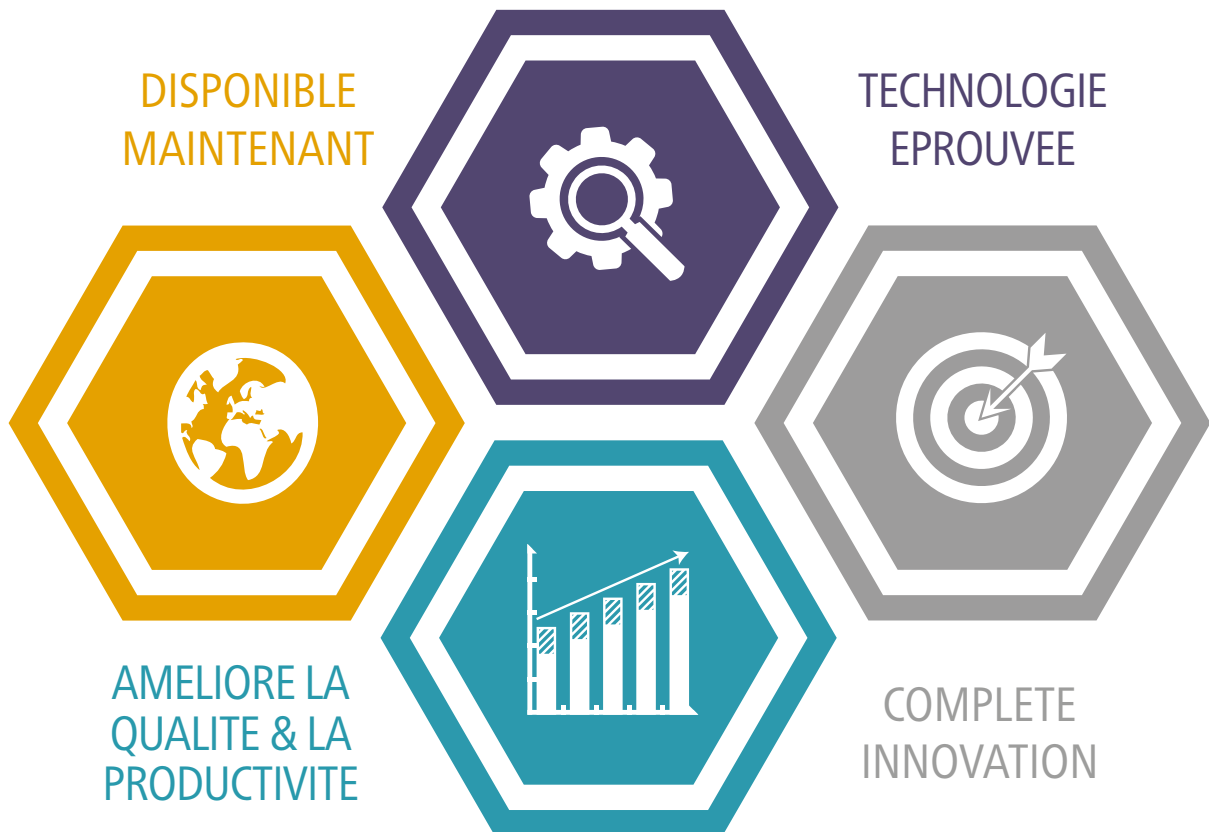 DISPONIBLE
MAINTENANT
TECHNOLOGIE
EPROUVEE
AMELIORE LA
QUALITE & LA
PRODUCTIVITE
COMPLETE
INNOVATION